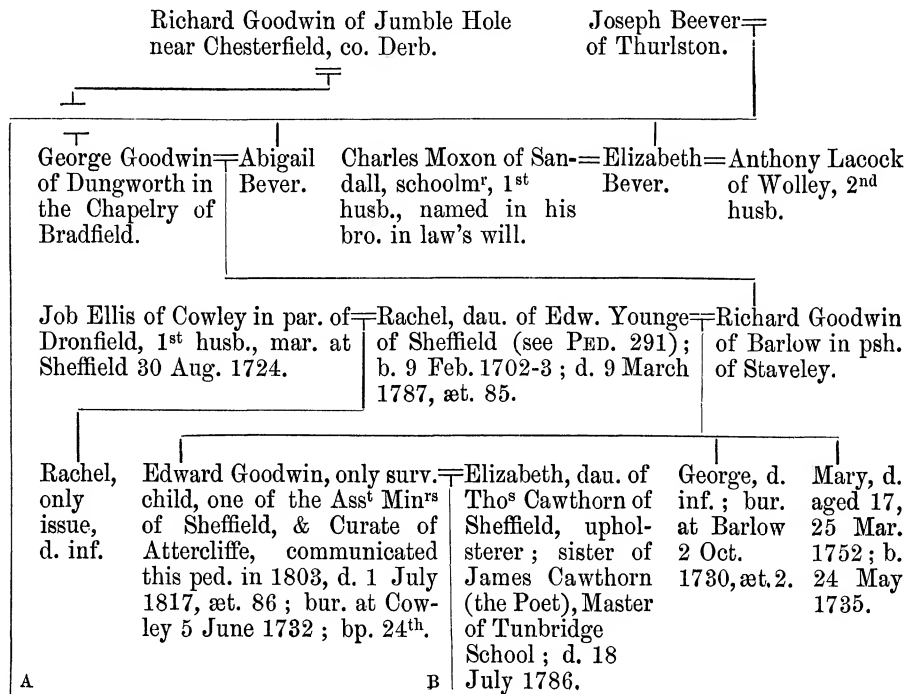 Richard Goodwin of Jumble Hole
near Chesterfield, co. Derb.
Joseph Beever
of Thurlston.
George Goodwin
of Dungworth in
the Chapelry of
Bradfield.
Abigail
Bever.
Charles Moxon of San-
dall, schoolmʳ, 1ˢᵗ
husb., named in his
bro. in law's will.
Elizabeth
Bever.
Anthony Lacock
of Wolley, 2ⁿᵈ
husb.
Job Ellis of Cowley in par. of
Dronfield, 1ˢᵗ husb., mar. at
Sheffield 30 Aug. 1724.
Rachel, dau. of Edw. Younge
of Sheffield (see PED. 291);
b. 9 Feb. 1702-3; d. 9 March
1787, æt. 85.
Richard Goodwin
of Barlow in psh.
of Staveley.
Rachel,
only
issue,
d. inf.
Edward Goodwin, only surv.
child, one of the Assᵗ Minʳˢ
of Sheffield, & Curate of
Attercliffe, communicated
this ped. in 1803, d. 1 July
1817, æt. 86; bur. at Cow-
ley 5 June 1732; bp. 24ᵗʰ.
Elizabeth, dau. of
Thoˢ Cawthorn of
Sheffield, uphol-
sterer; sister of
James Cawthorn
(the Poet), Master
of Tunbridge
School; d. 18
July 1786.
George, d.
inf.; bur.
at Barlow
2 Oct.
1730, æt. 2.
Mary, d.
aged 17,
25 Mar.
1752; b.
24 May
1735.
A
B